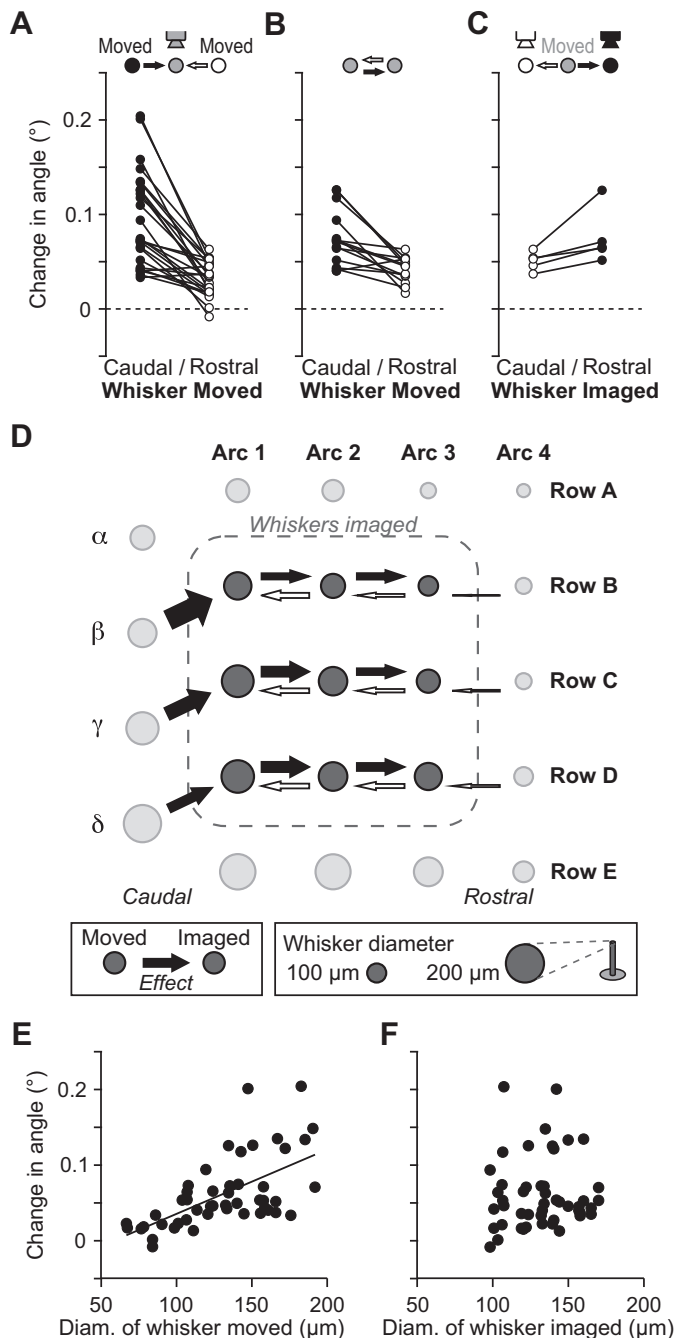 A
B
C
Moved
Moved
Moved
Change in angle (°)
0.2
0.1
0
Caudal / Rostral
Whisker Moved
Caudal / Rostral
Whisker Moved
Caudal / Rostral
Whisker Imaged
D
Arc 1 Arc 2 Arc 3 Arc 4
Row A
Whiskers imaged
α
Row B
β
Row C
γ
Row D
δ
Row E
Caudal
Rostral
Moved Imaged
Effect
Whisker diameter
100 µm
200 µm
E
F
Change in angle (°)
0.2
0.1
0
50 100 150 200
Diam. of whisker moved (µm)
50 100 150 200
Diam. of whisker imaged (µm)